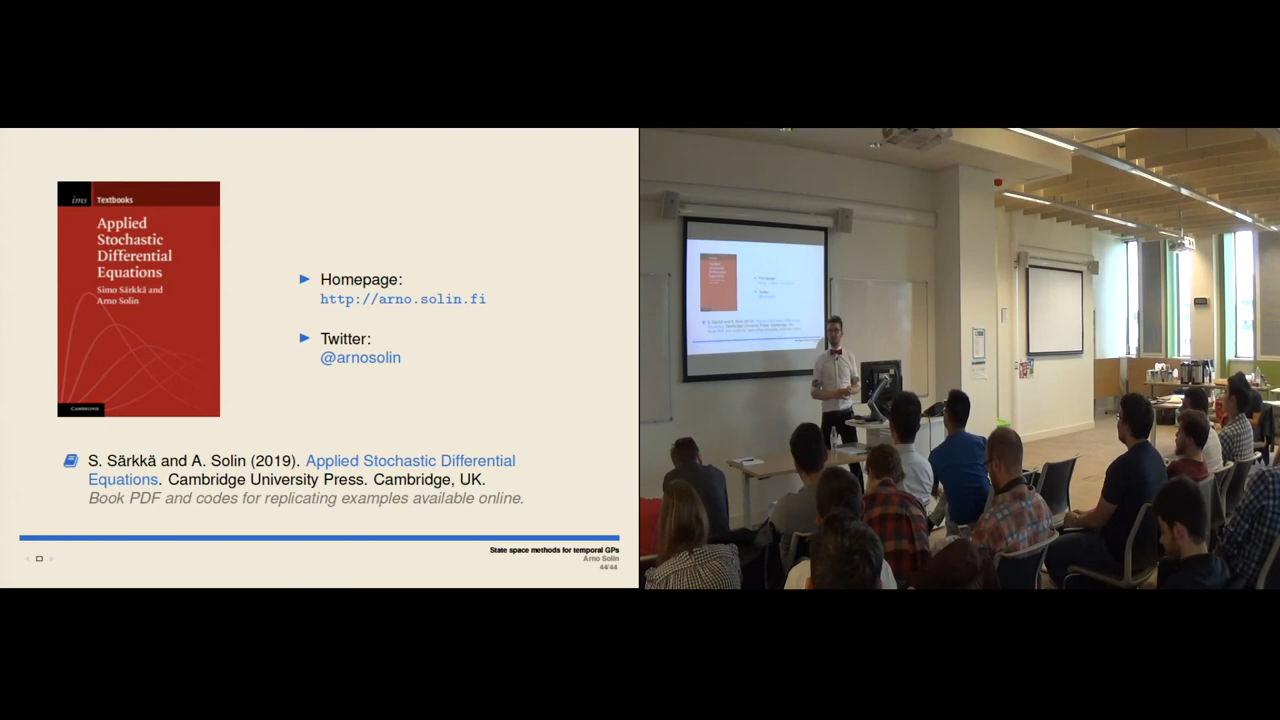 ims Textbooks
Applied
Stochastic
Differential
Equations
Simo Särkkä and
Arno Solin
CAMBRIDGE
Homepage:
http://arno.solin.fi
Twitter:
@arnosolin
S. Särkkä and A. Solin (2019). Applied Stochastic Differential
Equations. Cambridge University Press. Cambridge, UK.
Book PDF and codes for replicating examples available online.
State space methods for temporal GPs
Arno Solin
44/44